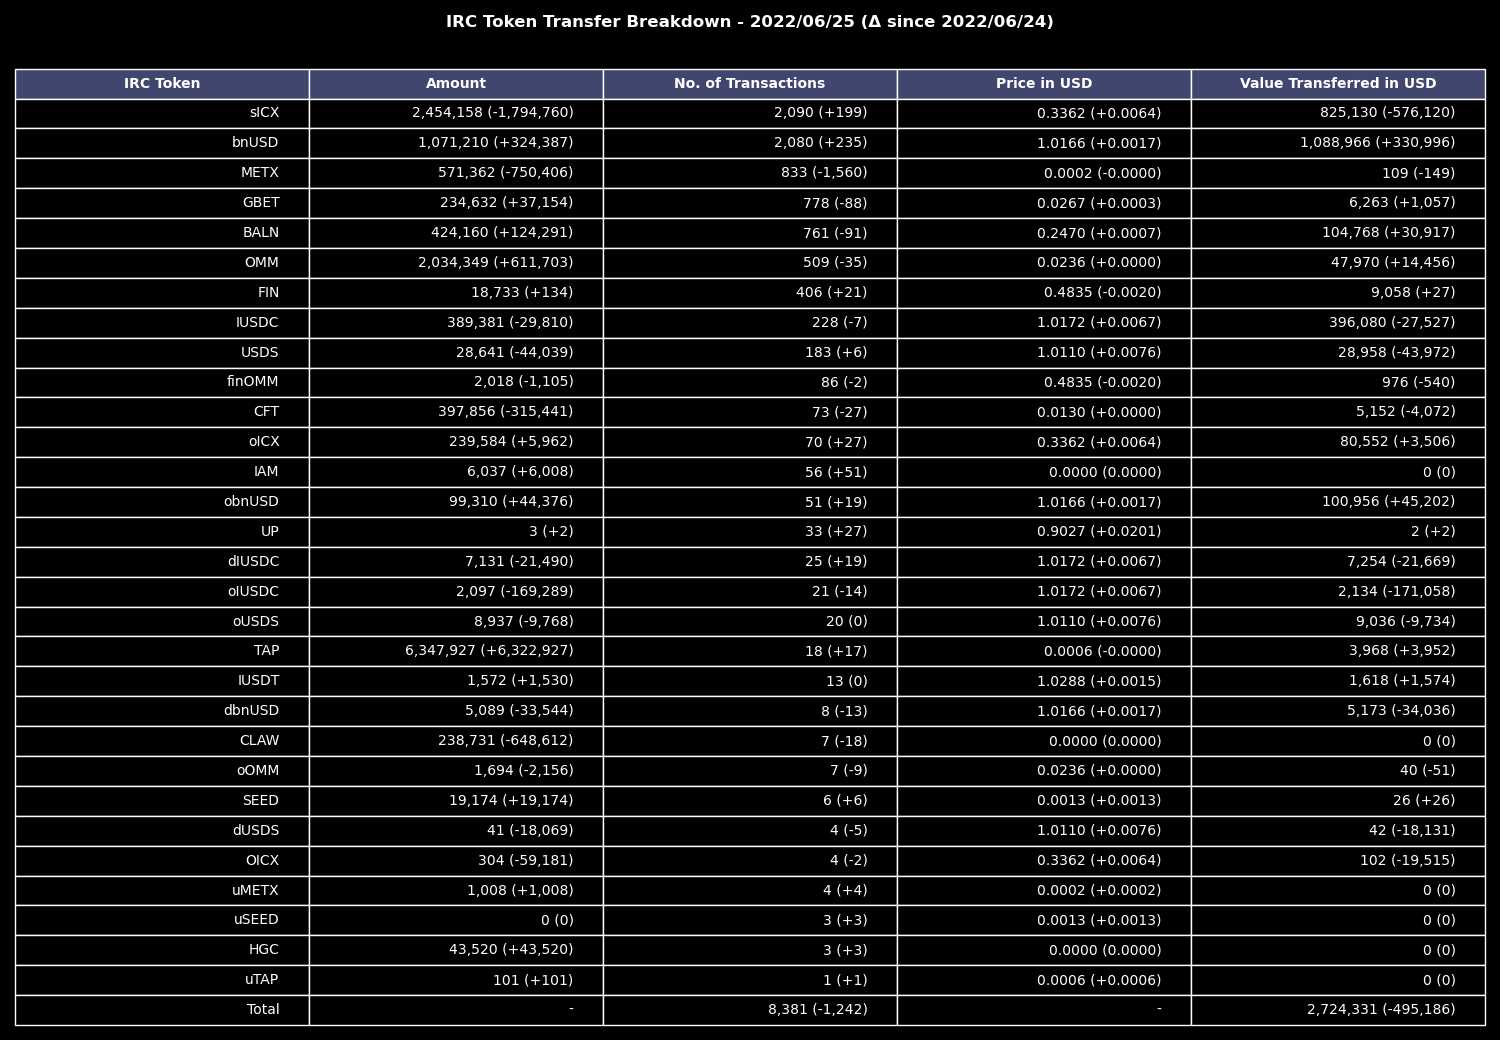 IRC Token Transfer Breakdown - 2022/06/25 (Δ since 2022/06/24)
IRC Token Amount No. of Transactions Price in USD Value Transferred in USD
sICX 2,454,158 (-1,794,760) 2,090 (+199) 0.3362 (+0.0064) 825,130 (-576,120)
bnUSD 1,071,210 (+324,387) 2,080 (+235) 1.0166 (+0.0017) 1,088,966 (+330,996)
METX 571,362 (-750,406) 833 (-1,560) 0.0002 (-0.0000) 109 (-149)
GBET 234,632 (+37,154) 778 (-88) 0.0267 (+0.0003) 6,263 (+1,057)
BALN 424,160 (+124,291) 761 (-91) 0.2470 (+0.0007) 104,768 (+30,917)
OMM 2,034,349 (+611,703) 509 (-35) 0.0236 (+0.0000) 47,970 (+14,456)
FIN 18,733 (+134) 406 (+21) 0.4835 (-0.0020) 9,058 (+27)
IUSDC 389,381 (-29,810) 228 (-7) 1.0172 (+0.0067) 396,080 (-27,527)
USDS 28,641 (-44,039) 183 (+6) 1.0110 (+0.0076) 28,958 (-43,972)
finOMM 2,018 (-1,105) 86 (-2) 0.4835 (-0.0020) 976 (-540)
CFT 397,856 (-315,441) 73 (-27) 0.0130 (+0.0000) 5,152 (-4,072)
oICX 239,584 (+5,962) 70 (+27) 0.3362 (+0.0064) 80,552 (+3,506)
IAM 6,037 (+6,008) 56 (+51) 0.0000 (0.0000) 0 (0)
obnUSD 99,310 (+44,376) 51 (+19) 1.0166 (+0.0017) 100,956 (+45,202)
UP 3 (+2) 33 (+27) 0.9027 (+0.0201) 2 (+2)
dIUSDC 7,131 (-21,490) 25 (+19) 1.0172 (+0.0067) 7,254 (-21,669)
oIUSDC 2,097 (-169,289) 21 (-14) 1.0172 (+0.0067) 2,134 (-171,058)
oUSDS 8,937 (-9,768) 20 (0) 1.0110 (+0.0076) 9,036 (-9,734)
TAP 6,347,927 (+6,322,927) 18 (+17) 0.0006 (-0.0000) 3,968 (+3,952)
IUSDT 1,572 (+1,530) 13 (0) 1.0288 (+0.0015) 1,618 (+1,574)
dbnUSD 5,089 (-33,544) 8 (-13) 1.0166 (+0.0017) 5,173 (-34,036)
CLAW 238,731 (-648,612) 7 (-18) 0.0000 (0.0000) 0 (0)
oOMM 1,694 (-2,156) 7 (-9) 0.0236 (+0.0000) 40 (-51)
SEED 19,174 (+19,174) 6 (+6) 0.0013 (+0.0013) 26 (+26)
dUSDS 41 (-18,069) 4 (-5) 1.0110 (+0.0076) 42 (-18,131)
OICX 304 (-59,181) 4 (-2) 0.3362 (+0.0064) 102 (-19,515)
uMETX 1,008 (+1,008) 4 (+4) 0.0002 (+0.0002) 0 (0)
uSEED 0 (0) 3 (+3) 0.0013 (+0.0013) 0 (0)
HGC 43,520 (+43,520) 3 (+3) 0.0000 (0.0000) 0 (0)
uTAP 101 (+101) 1 (+1) 0.0006 (+0.0006) 0 (0)
Total - 8,381 (-1,242) - 2,724,331 (-495,186)